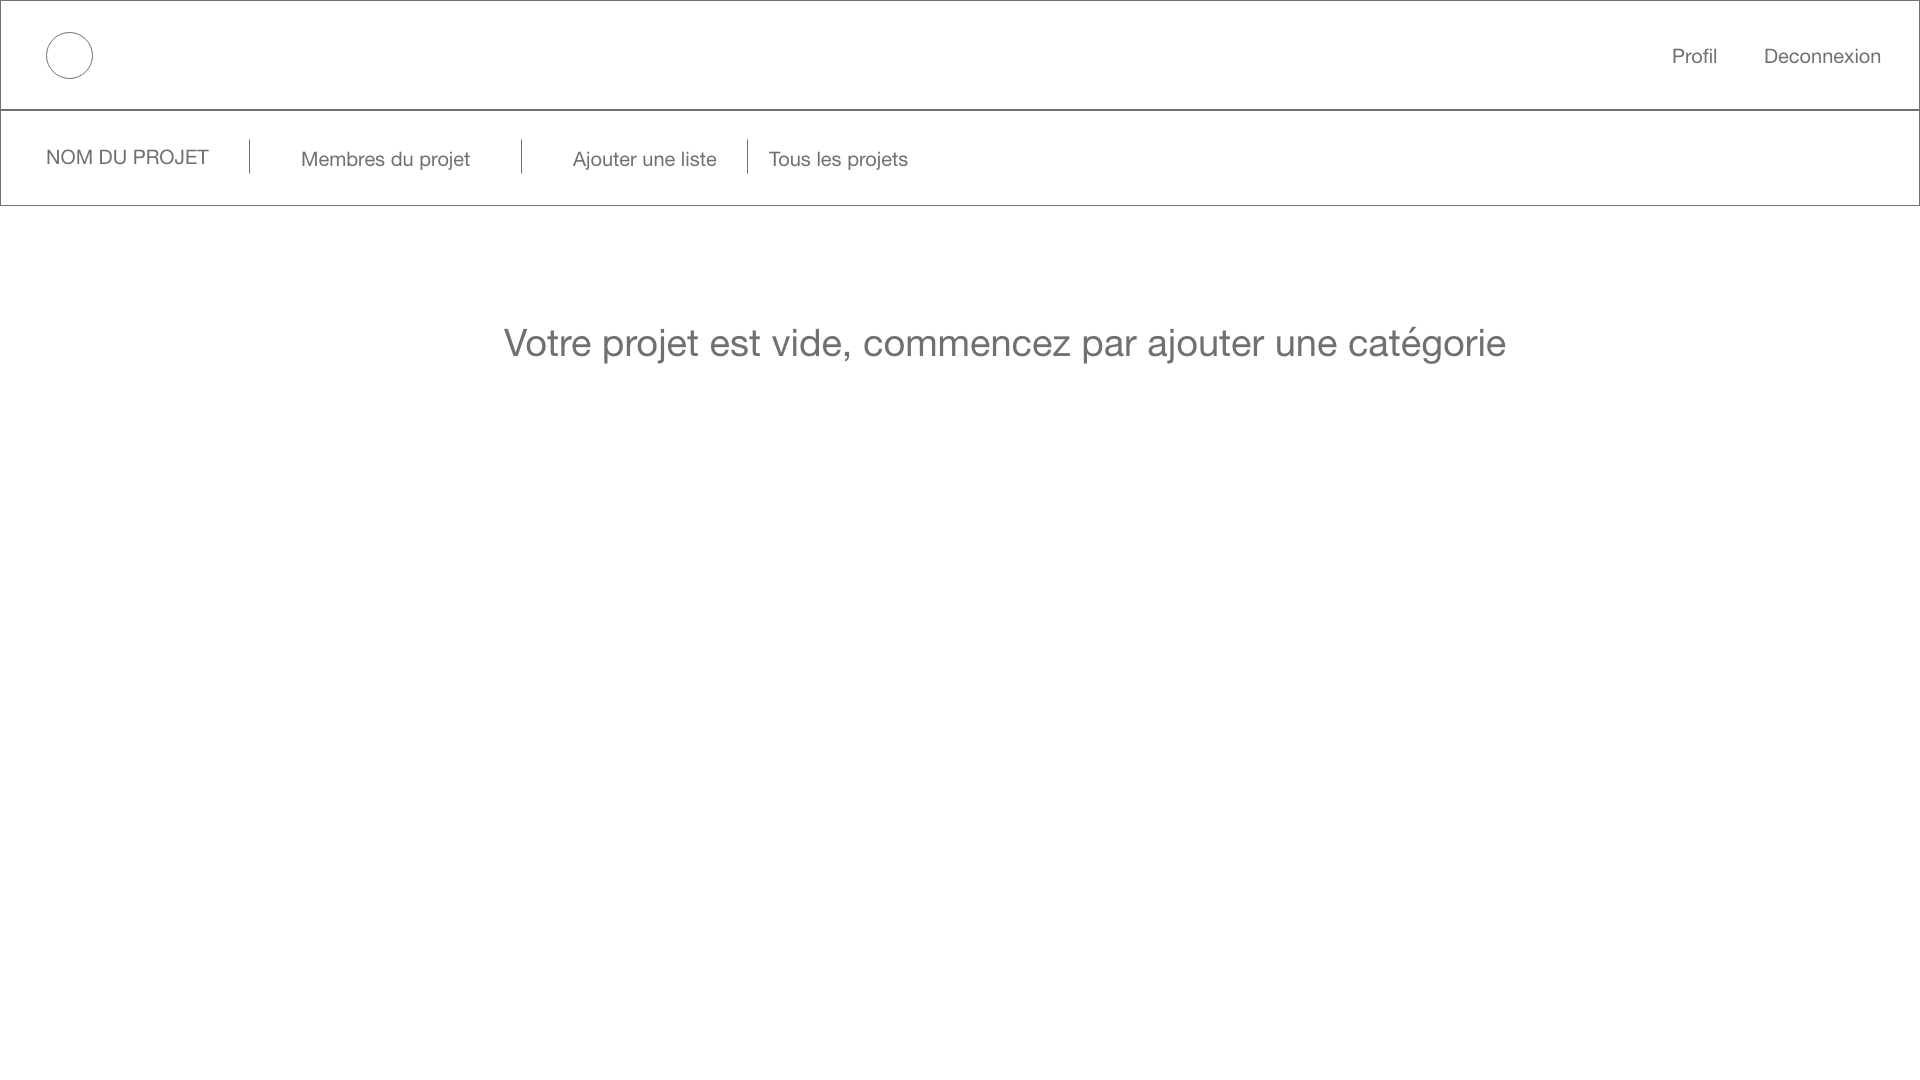 Profil Deconnexion
NOM DU PROJET Membres du projet Ajouter une liste Tous les projets
Votre projet est vide, commencez par ajouter une catégorie